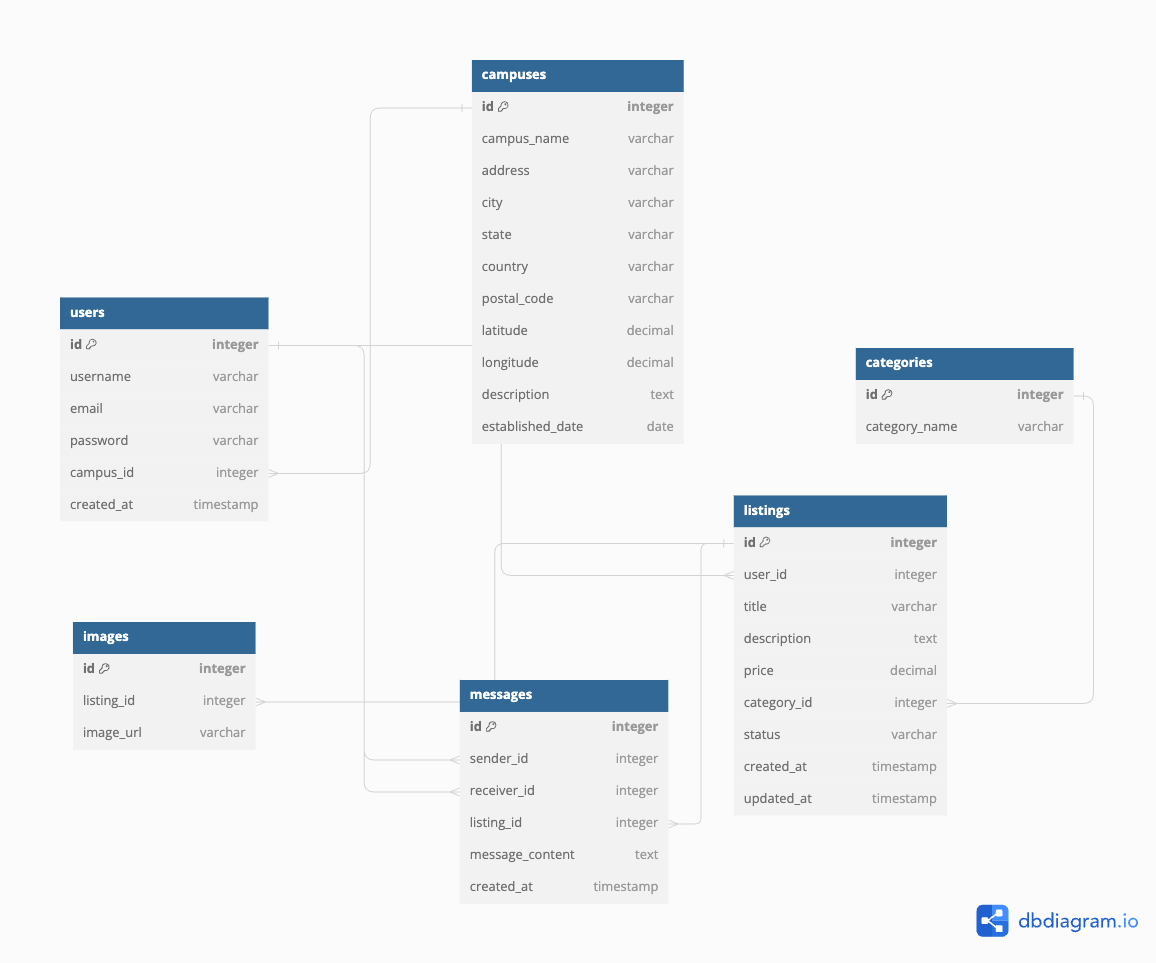 campuses
id integer
campus_name varchar
address varchar
city varchar
state varchar
country varchar
postal_code varchar
latitude decimal
longitude decimal
description text
established_date date
users
id integer
username varchar
email varchar
password varchar
campus_id integer
created_at timestamp
categories
id integer
category_name varchar
listings
id integer
user_id integer
title varchar
description text
price decimal
category_id integer
status varchar
created_at timestamp
updated_at timestamp
images
id integer
listing_id integer
image_url varchar
messages
id integer
sender_id integer
receiver_id integer
listing_id integer
message_content text
created_at timestamp
dbdiagram.io